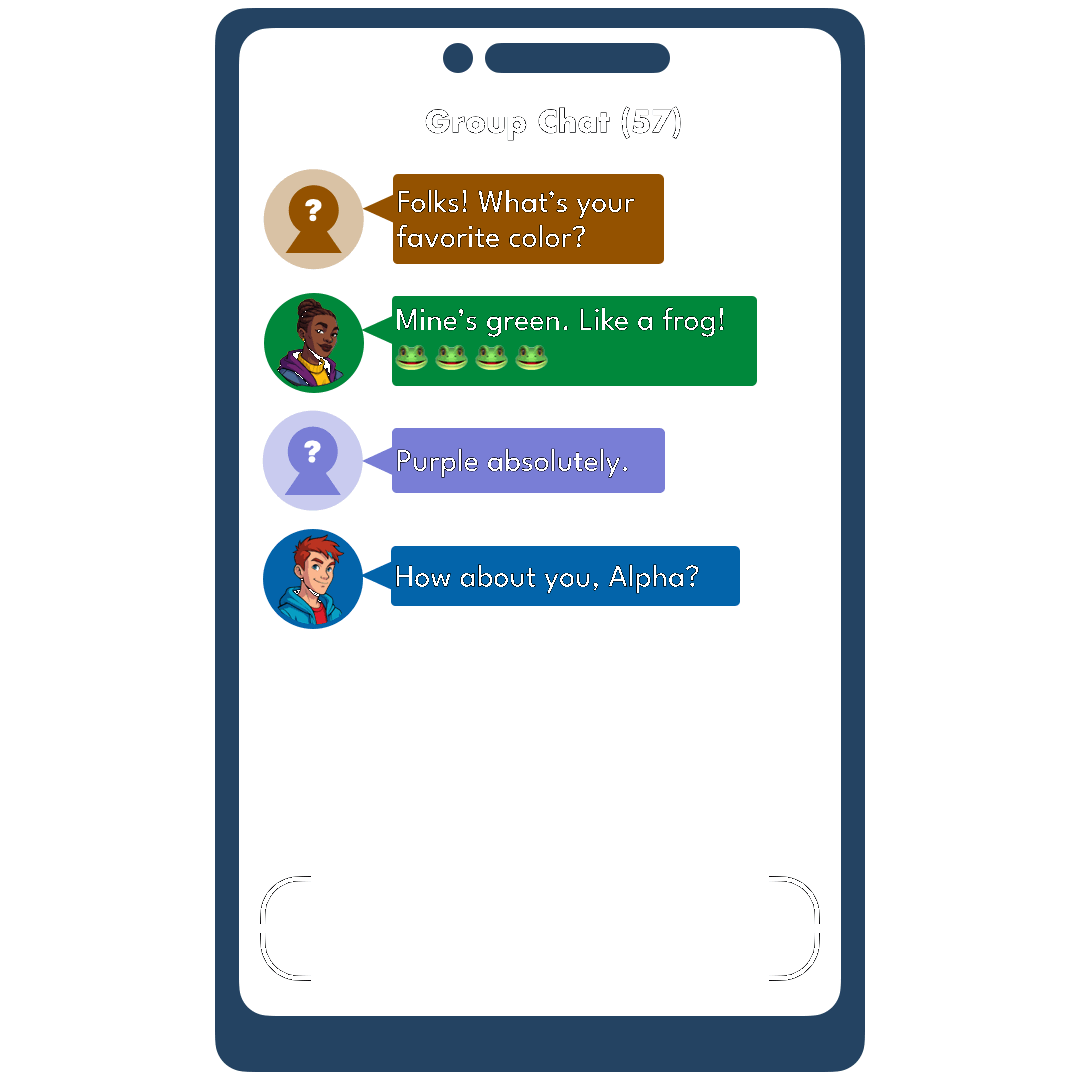 Group Chat (57)
?
Folks! What's your
favorite color?
Mine's green. Like a frog!
🐸🐸🐸🐸
?
Purple absolutely.
How about you, Alpha?